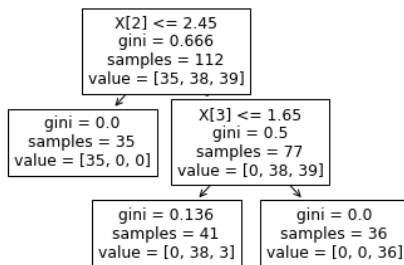 X[2] <= 2.45
gini = 0.666
samples = 112
value = [35, 38, 39]
gini = 0.0
samples = 35
value = [35, 0, 0]
X[3] <= 1.65
gini = 0.5
samples = 77
value = [0, 38, 39]
gini = 0.136
samples = 41
value = [0, 38, 3]
gini = 0.0
samples = 36
value = [0, 0, 36]